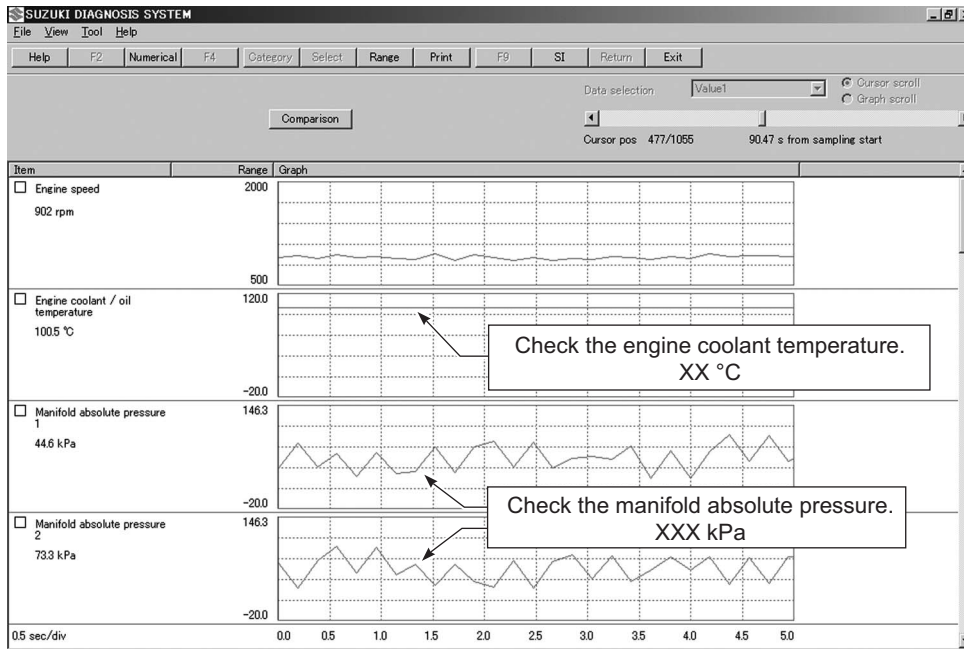 SUZUKI DIAGNOSIS SYSTEM
File View Tool Help
Help F2 Numerical F4 Category Select Range Print F9 SI Return Exit
Data selection Value1 Cursor scroll
Graph scroll
Comparison
Cursor pos 477/1055 90.47 s from sampling start
Item Range Graph
Engine speed 2000
902 rpm
500
Engine coolant / oil 120.0
temperature
100.5 °C
Check the engine coolant temperature.
XX °C
-20.0
Manifold absolute pressure 146.3
1
44.6 kPa
-20.0
Check the manifold absolute pressure.
XXX kPa
Manifold absolute pressure 146.3
2
73.3 kPa
-20.0
0.5 sec/div 0.0 0.5 1.0 1.5 2.0 2.5 3.0 3.5 4.0 4.5 5.0